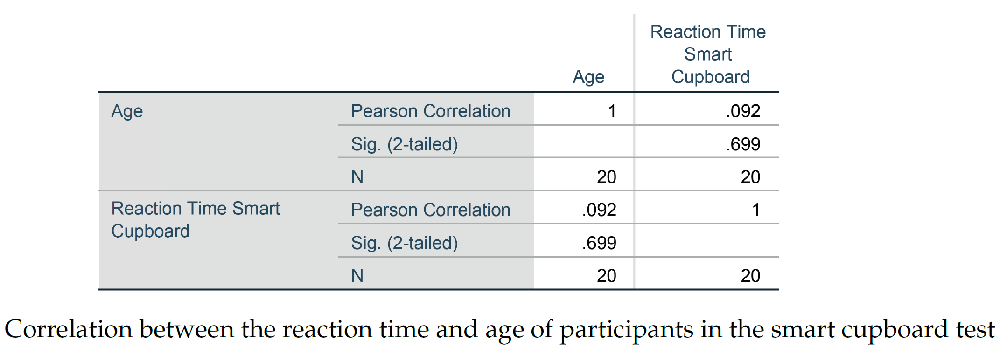 Reaction Time
Smart
Age Cupboard
Age Pearson Correlation 1 .092
Sig. (2-tailed) .699
N 20 20
Reaction Time Smart Pearson Correlation .092 1
Cupboard
Sig. (2-tailed) .699
N 20 20
Correlation between the reaction time and age of participants in the smart cupboard test